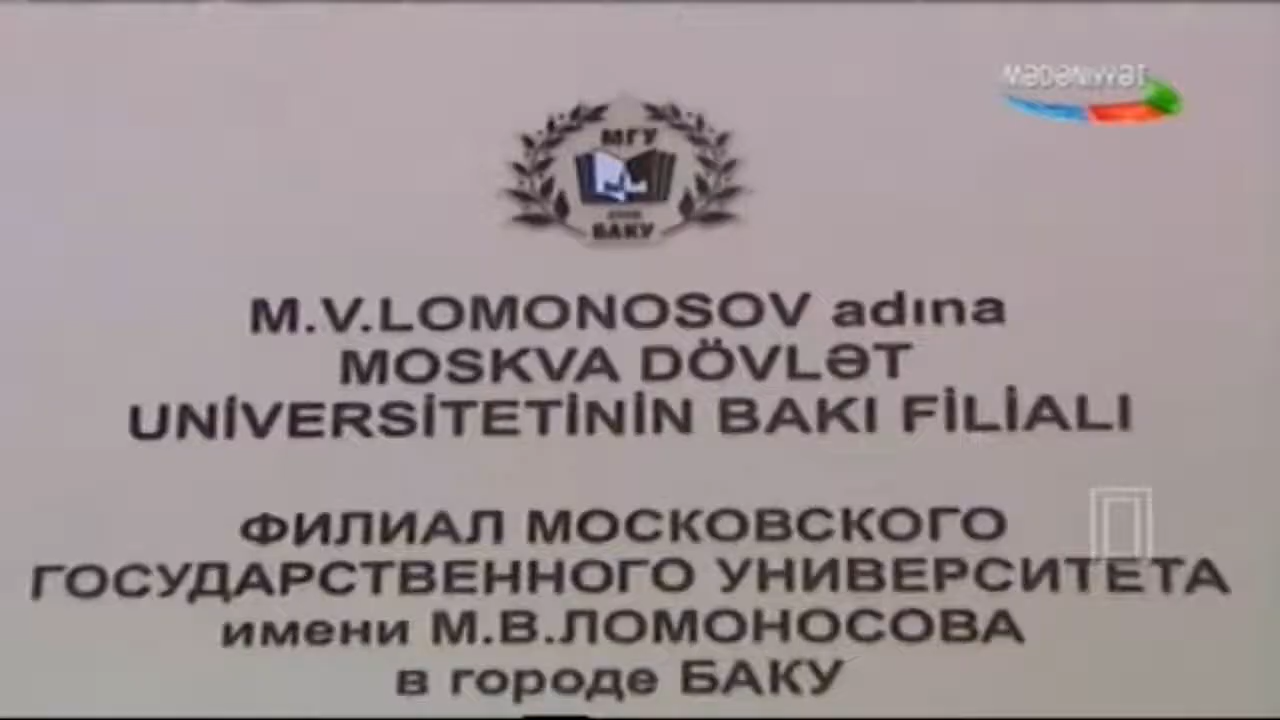 MƏDƏNİYYƏT
МГУ
БАКУ
M.V.LOMONOSOV adına
MOSKVA DÖVLƏT
UNİVERSİTETİNİN BAKI FİLİALI
ФИЛИАЛ МОСКОВСКОГО
ГОСУДАРСТВЕННОГО УНИВЕРСИТЕТА
имени М.В.ЛОМОНОСОВА
в городе БАКУ